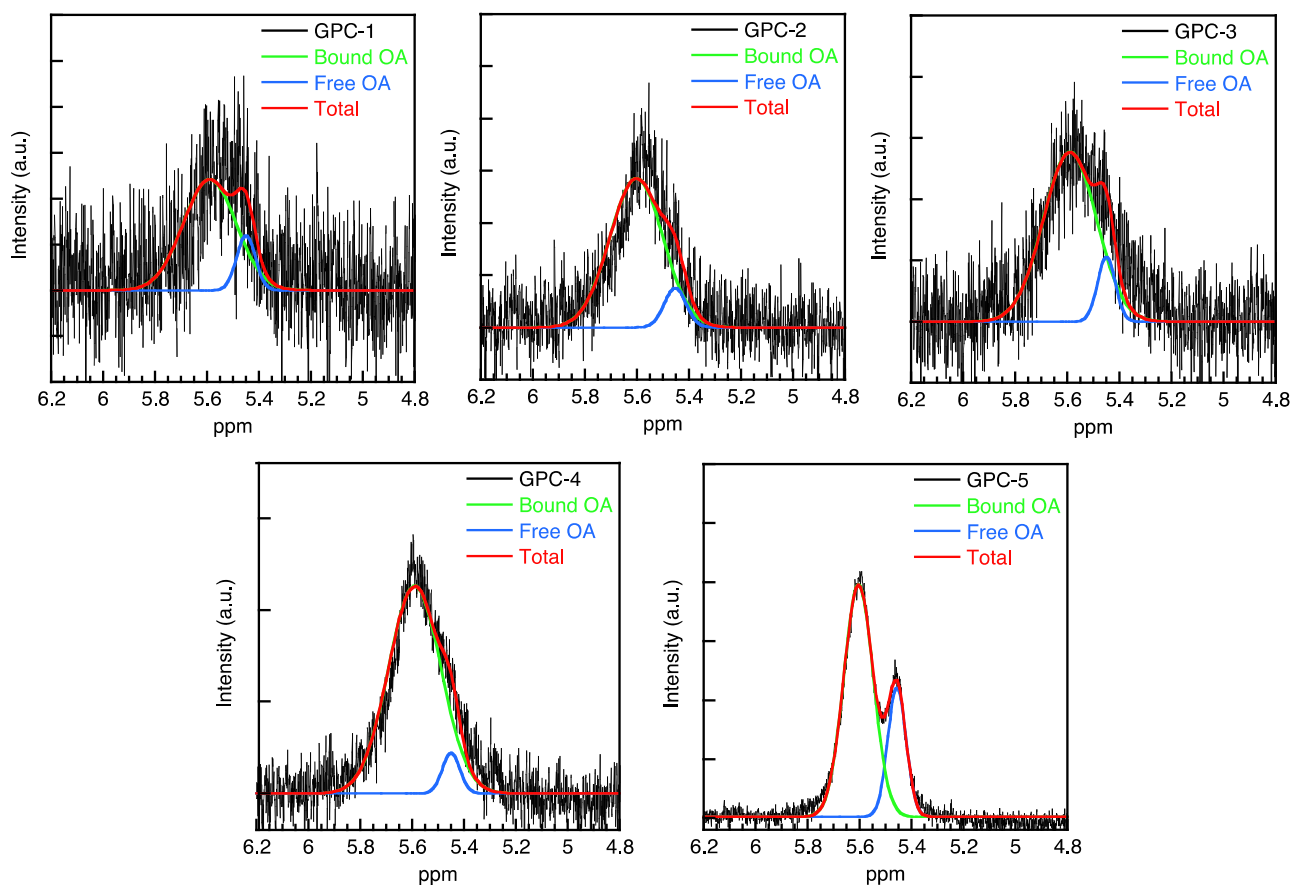 GPC-1
Bound OA
Free OA
Total
Intensity (a.u.)
6.2 6 5.8 5.6 5.4 5.2 5 4.8
ppm
GPC-2
Bound OA
Free OA
Total
Intensity (a.u.)
6.2 6 5.8 5.6 5.4 5.2 5 4.8
ppm
GPC-3
Bound OA
Free OA
Total
Intensity (a.u.)
6.2 6 5.8 5.6 5.4 5.2 5 4.8
ppm
GPC-4
Bound OA
Free OA
Total
Intensity (a.u.)
6.2 6 5.8 5.6 5.4 5.2 5 4.8
ppm
GPC-5
Bound OA
Free OA
Total
Intensity (a.u.)
6.2 6 5.8 5.6 5.4 5.2 5 4.8
ppm